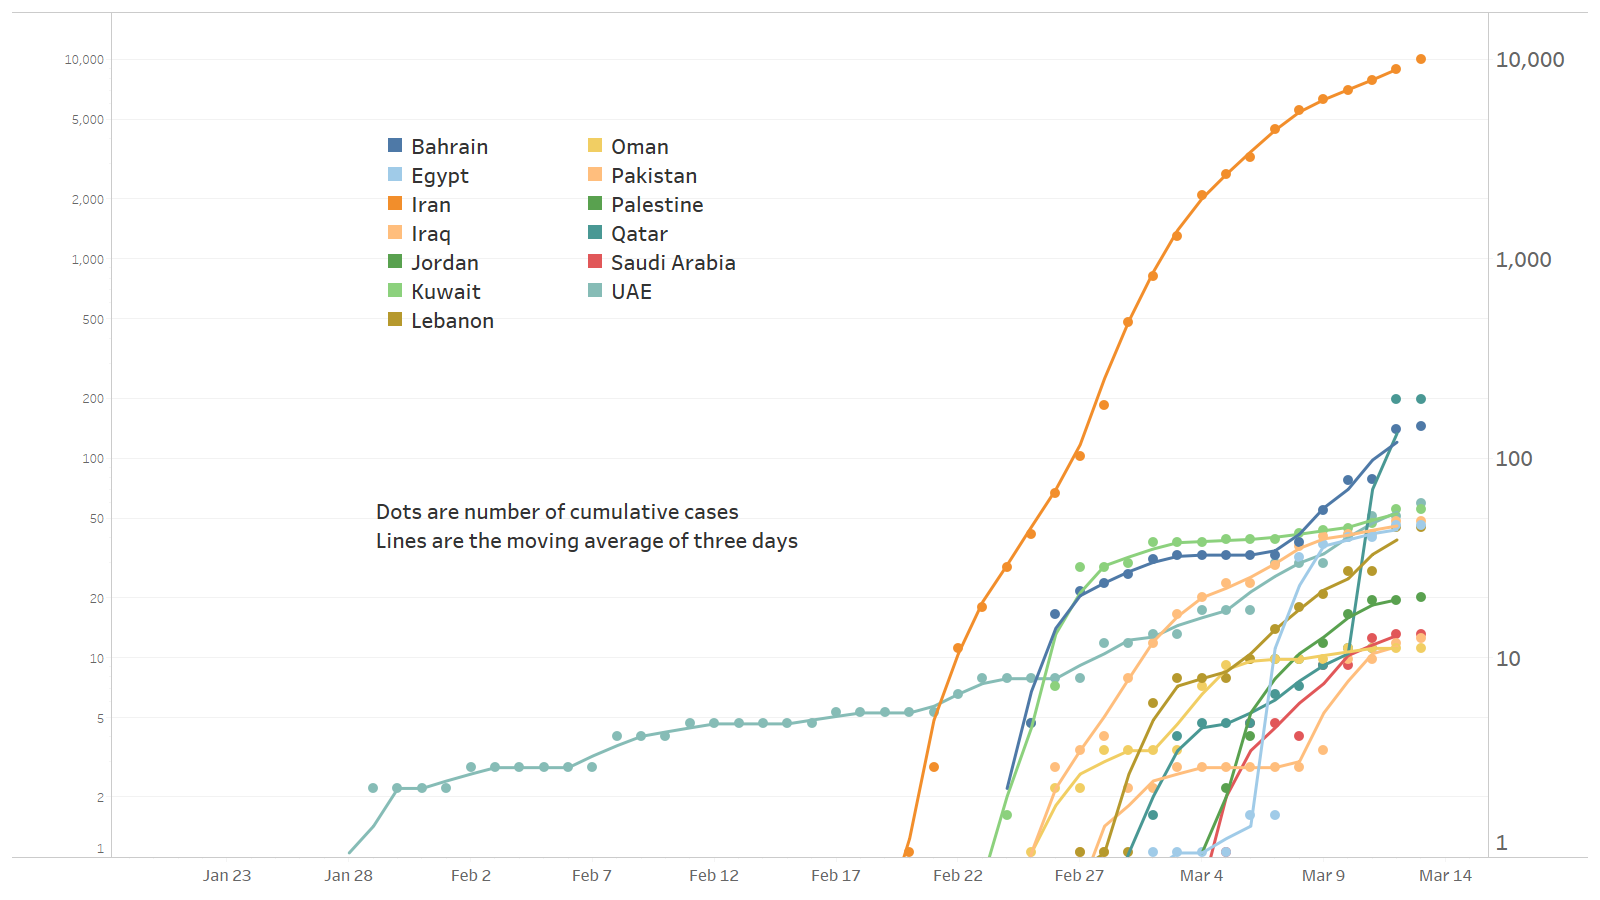 10,000
5,000
2,000
1,000
500
200
100
50
20
10
5
2
1
10,000
1,000
100
10
1
Bahrain
Egypt
Iran
Iraq
Jordan
Kuwait
Lebanon
Oman
Pakistan
Palestine
Qatar
Saudi Arabia
UAE
Dots are number of cumulative cases
Lines are the moving average of three days
Jan 23 Jan 28 Feb 2 Feb 7 Feb 12 Feb 17 Feb 22 Feb 27 Mar 4 Mar 9 Mar 14